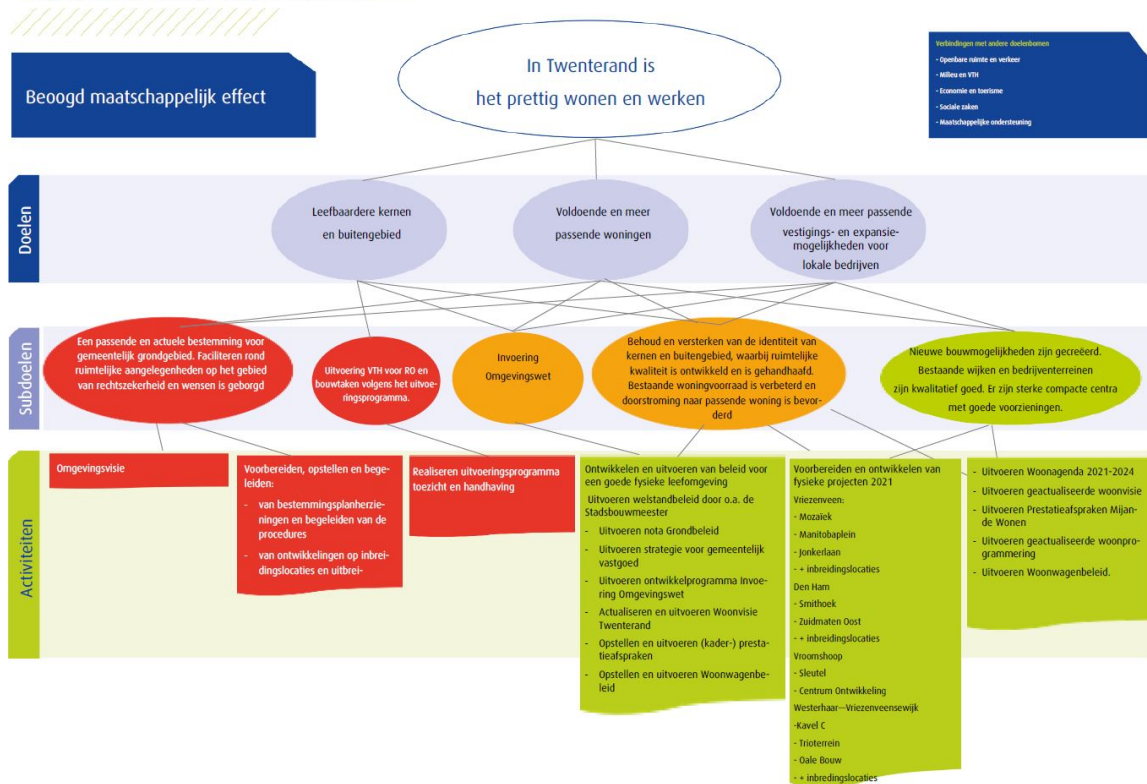 Beoogd maatschappelijk effect
In Twenterand is
het prettig wonen en werken
Verbindingen met andere doelenbomen
- Openbare ruimte en verkeer
- Milieu en VTH
- Economie en toerisme
- Sociale zaken
- Maatschappelijke ondersteuning
Doelen
Leefbaardere kernen
en buitengebied
Voldoende en meer
passende woningen
Voldoende en meer passende
vestigings- en expansie-
mogelijkheden voor
lokale bedrijven
Subdoelen
Een passende en actuele bestemming voor
gemeentelijk grondgebied. Faciliteren rond
ruimtelijke aangelegenheden op het gebied
van rechtszekerheid en wensen is geborgd
Uitvoering VTH voor RO en
bouwtaken volgens het uitvoe-
ringsprogramma.
Invoering
Omgevingswet
Behoud en versterken van de identiteit van
kernen en buitengebied, waarbij ruimtelijke
kwaliteit is ontwikkeld en is gehandhaafd.
Bestaande woningvoorraad is verbeterd en
doorstroming naar passende woning is bevor-
derd
Nieuwe bouwmogelijkheden zijn gecreëerd.
Bestaande wijken en bedrijventerreinen
zijn kwalitatief goed. Er zijn sterke compacte centra
met goede voorzieningen.
Activiteiten
Omgevingsvisie
Voorbereiden, opstellen en bege-
leiden:
- van bestemmingsplanherzie-
ningen en begeleiden van de
procedures
- van ontwikkelingen op inbrei-
dingslocaties en uitbrei-
Realiseren uitvoeringsprogramma
toezicht en handhaving
Ontwikkelen en uitvoeren van beleid voor
een goede fysieke leefomgeving
Uitvoeren welstandbeleid door o.a. de
Stadsbouwmeester
- Uitvoeren nota Grondbeleid
- Uitvoeren strategie voor gemeentelijk
vastgoed
- Uitvoeren ontwikkelprogramma Invoe-
ring Omgevingswet
- Actualiseren en uitvoeren Woonvisie
Twenterand
- Opstellen en uitvoeren (kader-) presta-
tieafspraken
- Opstellen en uitvoeren Woonwagenbe-
leid
Voorbereiden en ontwikkelen van
fysieke projecten 2021
Vriezenveen:
- Mozaïek
- Manitobaplein
- Jonkerlaan
- + inbreidingslocaties
Den Ham
- Smithoek
- Zuidmaten Oost
- + inbreidingslocaties
Vroomshoop
- Sleutel
- Centrum Ontwikkeling
Westerhaar—Vriezenveensewijk
-Kavel C
- Trioterrein
- Oale Bouw
- + inbredingslocaties
- Uitvoeren Woonagenda 2021-2024
- Uitvoeren geactualiseerde woonvisie
- Uitvoeren Prestatieafspraken Mijan-
de Wonen
- Uitvoeren geactualiseerde woonpro-
grammering
- Uitvoeren Woonwagenbeleid.